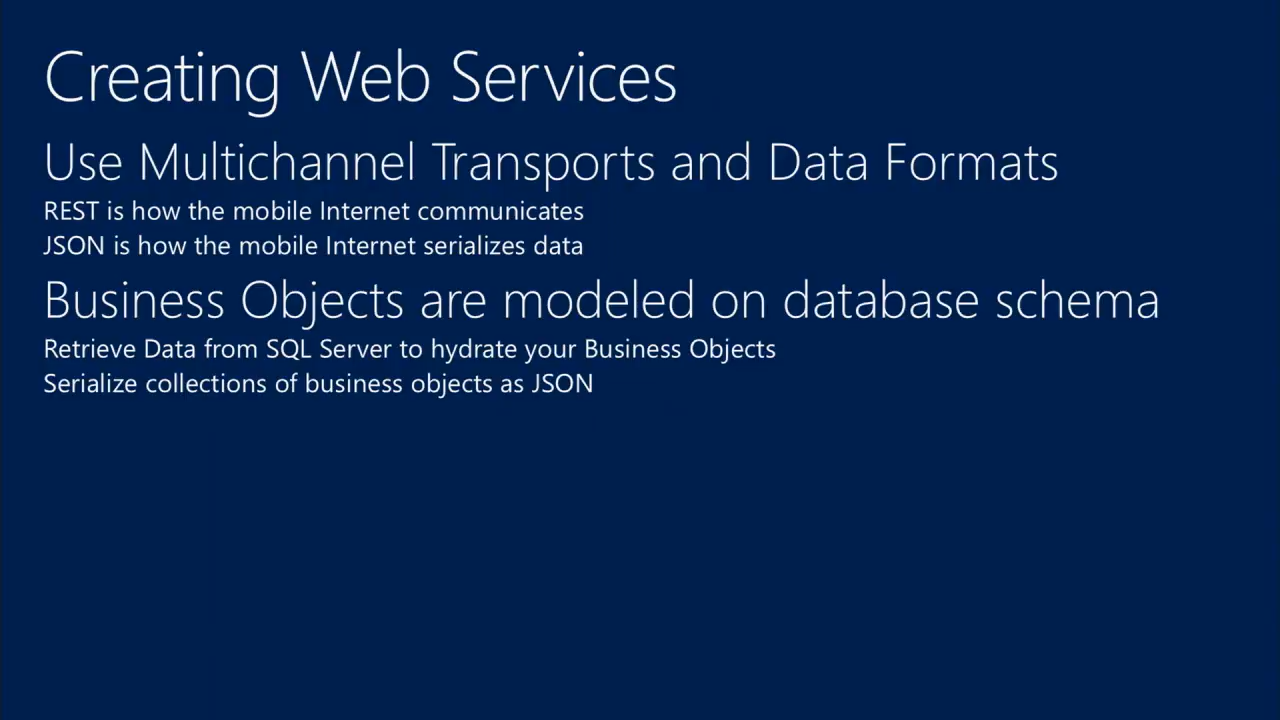 Creating Web Services
Use Multichannel Transports and Data Formats
REST is how the mobile Internet communicates
JSON is how the mobile Internet serializes data
Business Objects are modeled on database schema
Retrieve Data from SQL Server to hydrate your Business Objects
Serialize collections of business objects as JSON